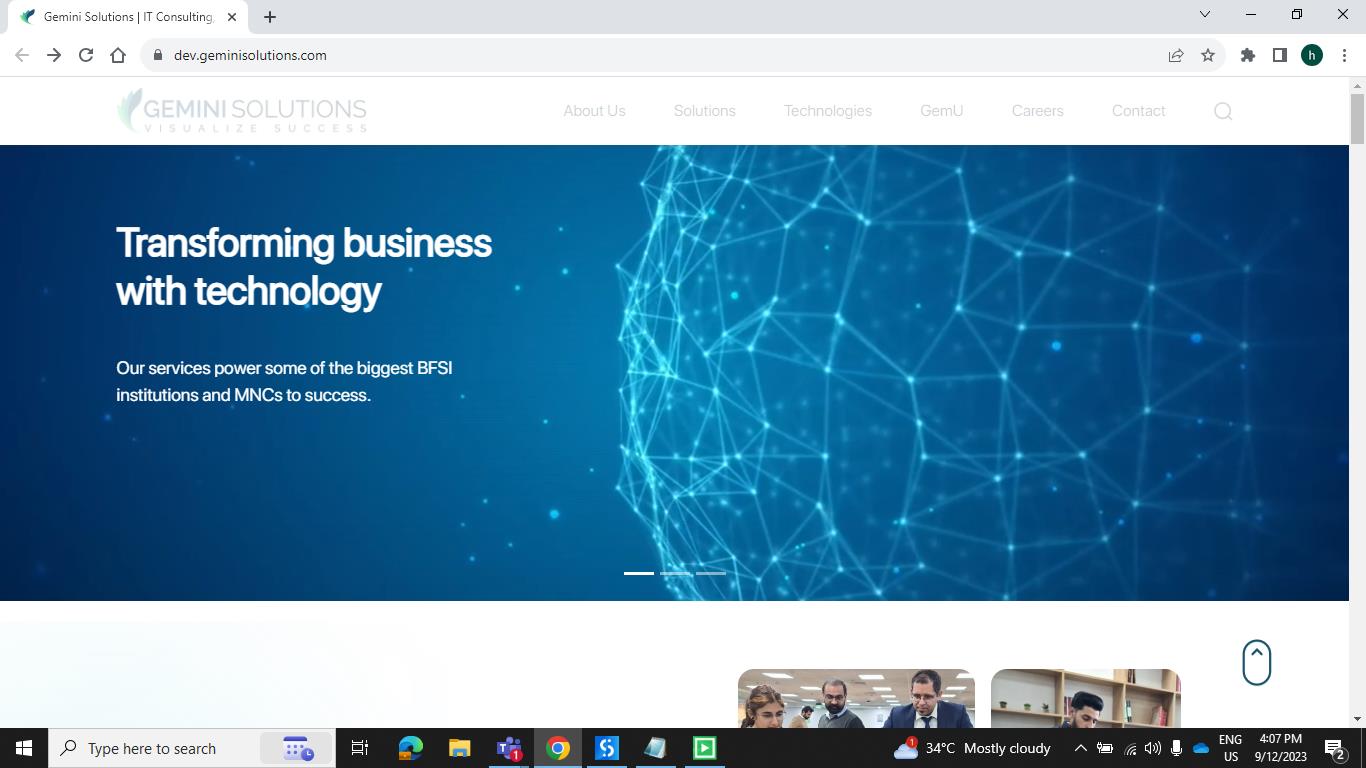 Gemini Solutions | IT Consulting,
dev.geminisolutions.com
h
GEMINI SOLUTIONS
VISUALIZE SUCCESS
About Us
Solutions
Technologies
GemU
Careers
Contact
Transforming business
with technology
Our services power some of the biggest BFSI
institutions and MNCs to success.
Type here to search
1
1
34°C Mostly cloudy
ENG
US
4:07 PM
9/12/2023
2